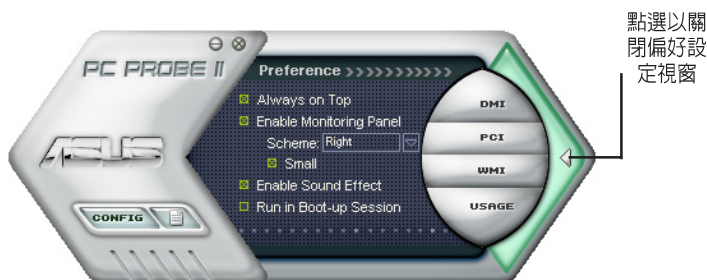 點選以關
閉偏好設
定視窗
PC PROBE II
Preference >>>>>>>>>>>
Always on Top
Enable Monitoring Panel
Scheme: Right
Small
Enable Sound Effect
Run in Boot-up Session
DMI
PCI
WMI
USAGE
ASUS
CONFIG